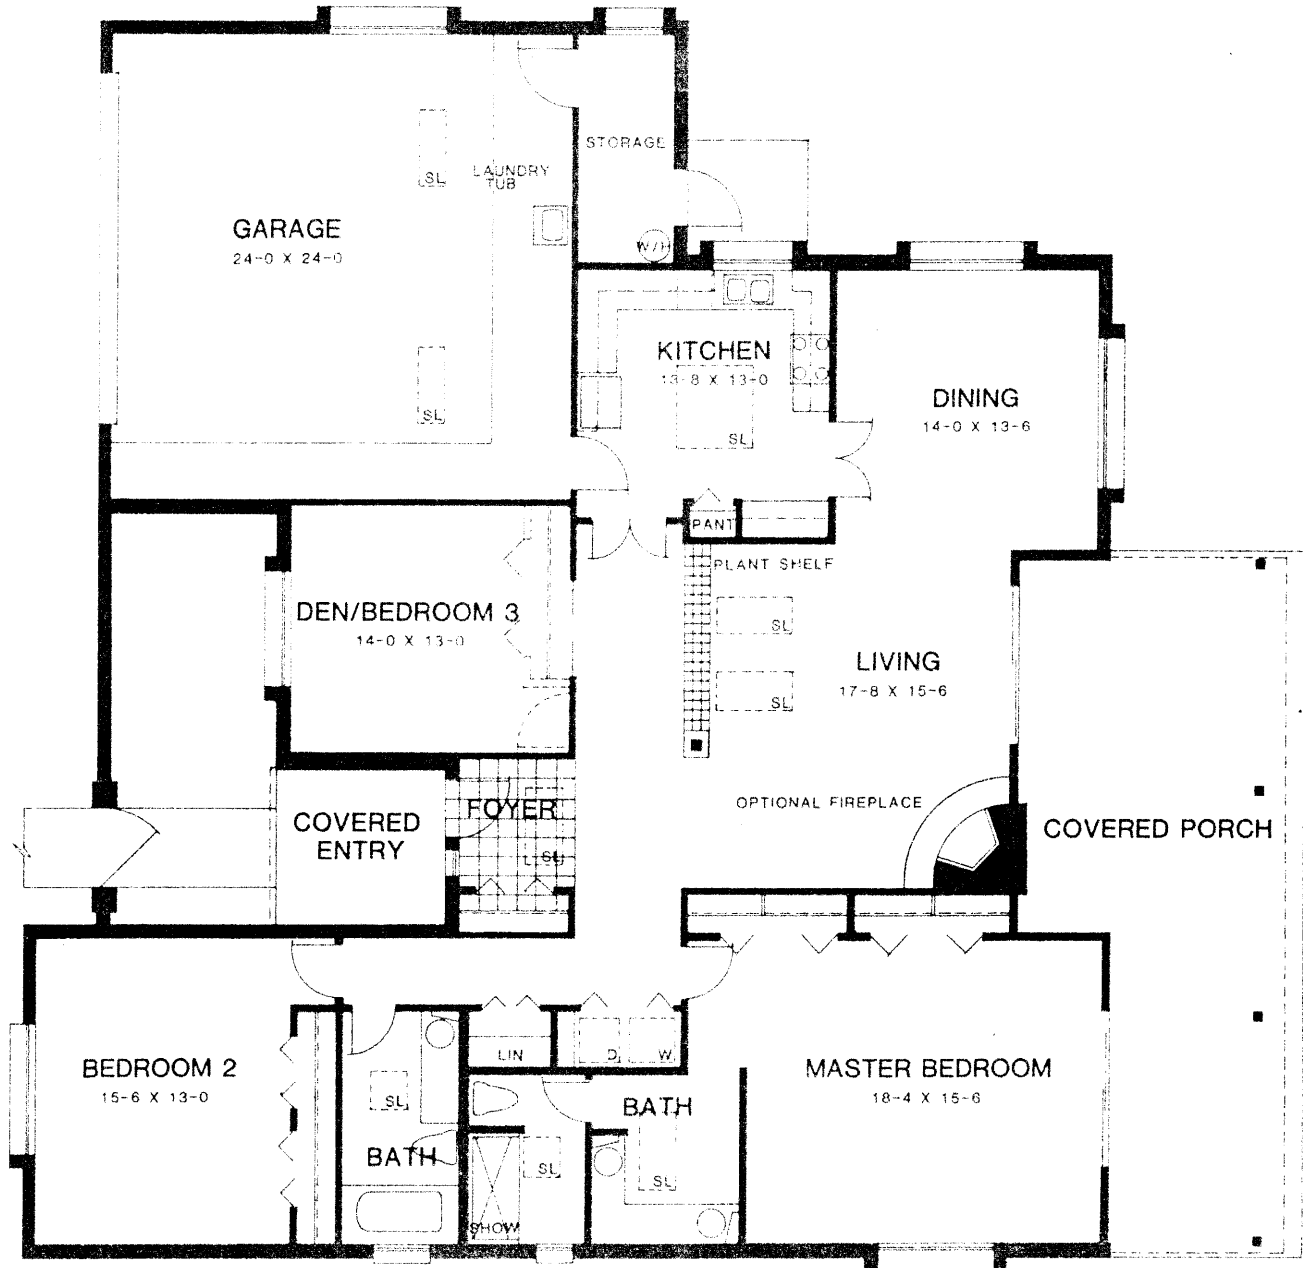 STORAGE
LAUNDRY
TUB
SL
GARAGE
24-0 X 24-0
W/H
KITCHEN
13-8 X 13-0
SL
DINING
14-0 X 13-6
SL
PANT
PLANT SHELF
DEN/BEDROOM 3
14-0 X 13-0
SL
LIVING
17-8 X 15-6
SL
OPTIONAL FIREPLACE
FOYER
COVERED
ENTRY
SL
COVERED PORCH
LIN
D
W
BEDROOM 2
15-6 X 13-0
MASTER BEDROOM
18-4 X 15-6
SL
BATH
BATH
SL
SL
SHOW